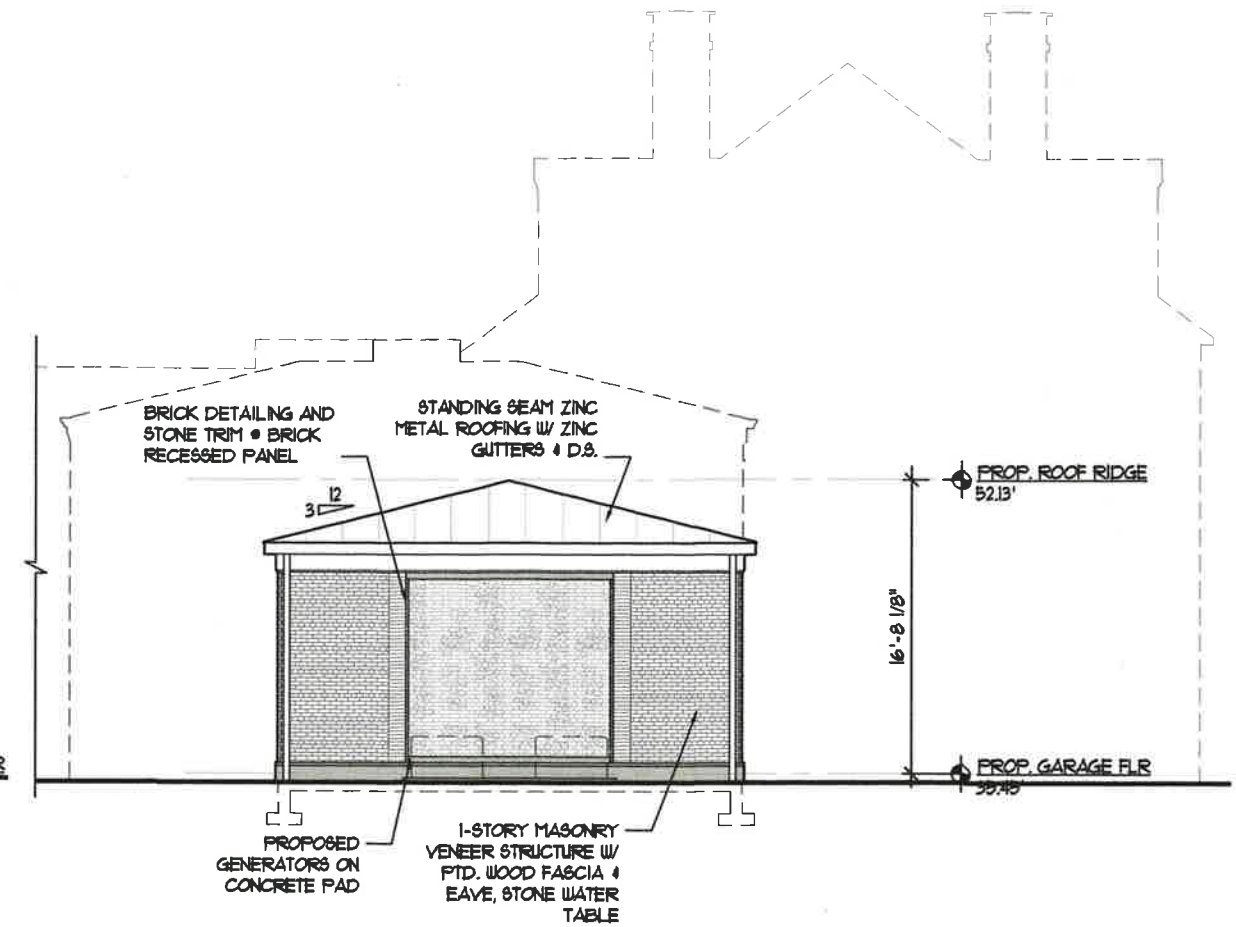 BRICK DETAILING AND
STONE TRIM @ BRICK
RECESSED PANEL
STANDING SEAM ZINC
METAL ROOFING W/ ZINC
GUTTERS & D.S.
12
3
PROP. ROOF RIDGE
52.13'
16'-8 1/8"
PROP. GARAGE FLR
35.45'
PROPOSED
GENERATORS ON
CONCRETE PAD
1-STORY MASONRY
VENEER STRUCTURE W/
PTD. WOOD FASCIA &
EAVE, STONE WATER
TABLE